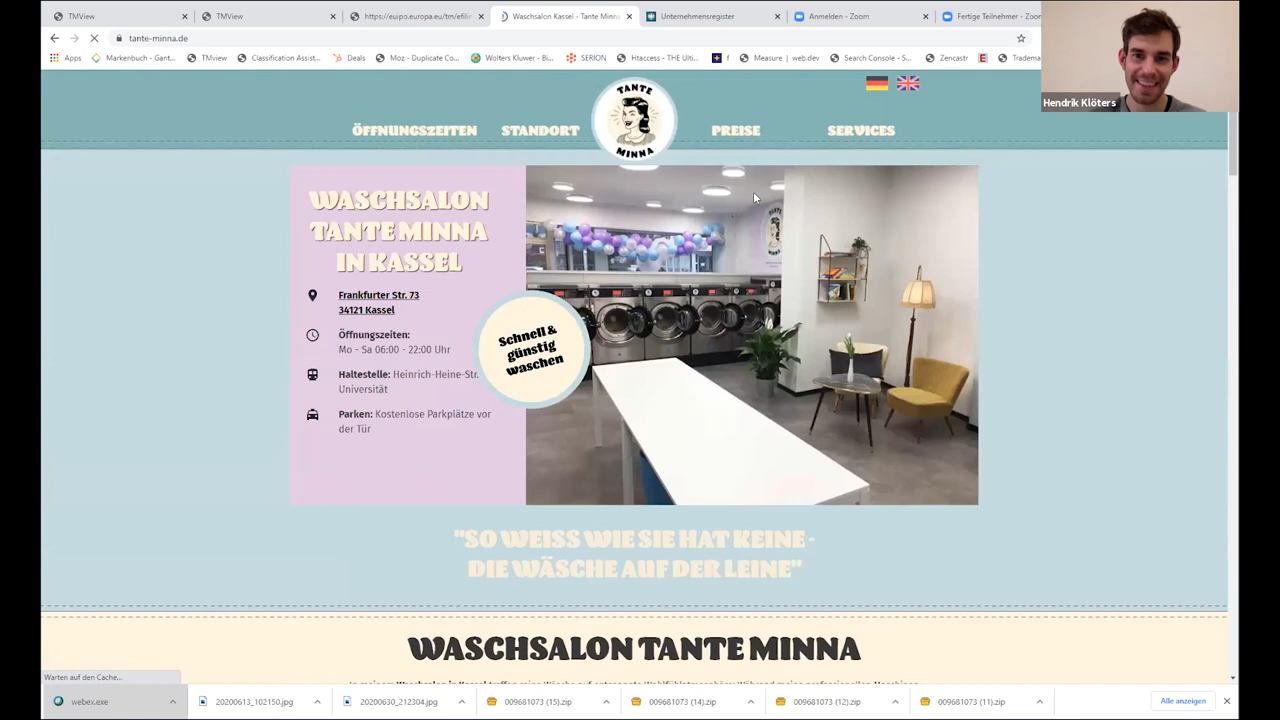 TMView
TMView
https://euipo.europa.eu/tm/efilin
Waschsalon Kassel - Tante Minna
Unternehmensregister
Anmelden - Zoom
Fertige Teilnehmer - Zoom
tante-minna.de
Apps
Markenbuch - Gant...
TMview
Classification Assist...
Deals
Moz - Duplicate Co...
Wolters Kluwer - Bi...
SERION
Htaccess - THE Ulti...
f
Measure | web.dev
Search Console - S...
Zencastr
E
Tradema
Hendrik Klöters
ÖFFNUNGSZEITEN
STANDORT
TANTE
MINNA
PREISE
SERVICES
WASCHSALON
TANTE MINNA
IN KASSEL
Frankfurter Str. 73
34121 Kassel
Öffnungszeiten:
Mo - Sa 06:00 - 22:00 Uhr
Haltestelle: Heinrich-Heine-Str.
Universität
Parken: Kostenlose Parkplätze vor
der Tür
Schnell &
günstig
waschen
"SO WEISS WIE SIE HAT KEINE -
DIE WÄSCHE AUF DER LEINE"
WASCHSALON TANTE MINNA
Warten auf den Cache...
webex.exe
20200613_102150.jpg
20200630_212304.jpg
009681073 (15).zip
009681073 (14).zip
009681073 (12).zip
009681073 (11).zip
Alle anzeigen